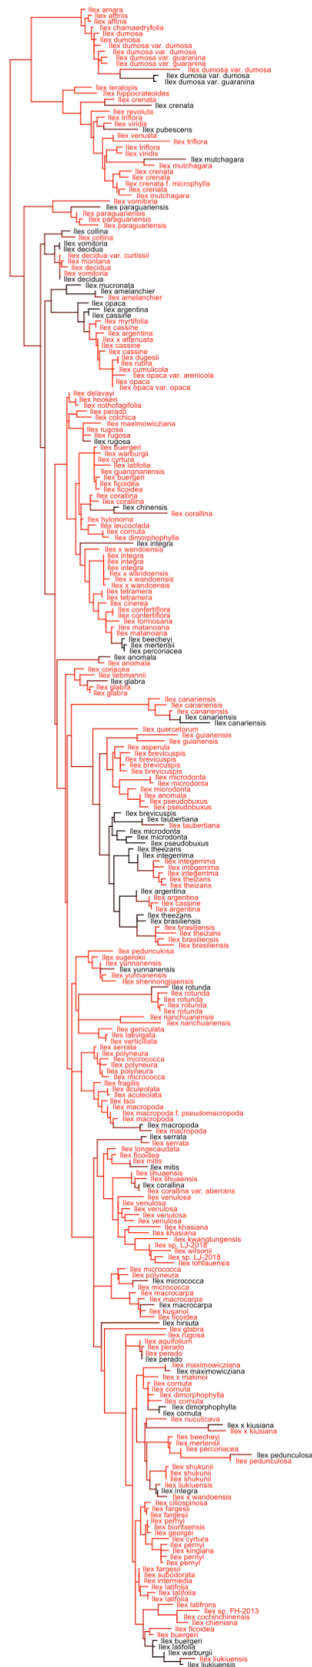 Ilex amara
Ilex affinis
Ilex affinis
Ilex chamaedryfolia
Ilex dumosa
Ilex dumosa
Ilex dumosa var. dumosa
Ilex dumosa var. dumosa
Ilex dumosa var. guaranina
Ilex dumosa var. guaranina
Ilex dumosa var. dumosa
Ilex dumosa var. dumosa
Ilex dumosa var. guaranina
Ilex teratopis
Ilex hippocrateoides
Ilex crenata
Ilex crenata
Ilex revoluta
Ilex triflora
Ilex viridis
Ilex pubescens
Ilex venusta
Ilex triflora
Ilex triflora
Ilex viridis
Ilex mutchagara
Ilex mutchagara
Ilex crenata
Ilex crenata
Ilex crenata f. microphylla
Ilex crenata
Ilex mutchagara
Ilex vomitoria
Ilex paraguariensis
Ilex paraguariensis
Ilex paraguariensis
Ilex paraguariensis
Ilex collina
Ilex collina
Ilex vomitoria
Ilex decidua
Ilex decidua var. curtissii
Ilex montana
Ilex decidua
Ilex vomitoria
Ilex decidua
Ilex mucronata
Ilex amelanchier
Ilex amelanchier
Ilex opaca
Ilex argentina
Ilex cassine
Ilex myrtifolia
Ilex cassine
Ilex argentina
Ilex x attenuata
Ilex cassine
Ilex cassine
Ilex dugesii
Ilex rubra
Ilex cumulicola
Ilex opaca var. arenicola
Ilex opaca
Ilex opaca var. opaca
Ilex delavayi
Ilex hookeri
Ilex nothofagifolia
Ilex perado
Ilex colchica
Ilex maximowicziana
Ilex rugosa
Ilex rugosa
Ilex rugosa
Ilex buergeri
Ilex warburgii
Ilex cyrtura
Ilex latifolia
Ilex guangnanensis
Ilex buergeri
Ilex ficoidea
Ilex ficoidea
Ilex corallina
Ilex corallina
Ilex chinensis
Ilex corallina
Ilex hylonoma
Ilex leucoclada
Ilex cornuta
Ilex dimorphophylla
Ilex integra
Ilex x wandoensis
Ilex integra
Ilex integra
Ilex integra
Ilex x wandoensis
Ilex x wandoensis
Ilex tetramera
Ilex tetramera
Ilex cinerea
Ilex confertiflora
Ilex confertiflora
Ilex formosana
Ilex matanoana
Ilex matanoana
Ilex beecheyi
Ilex mertensii
Ilex percoriacea
Ilex anomala
Ilex anomala
Ilex coriacea
Ilex liebmannii
Ilex glabra
Ilex glabra
Ilex glabra
Ilex canariensis
Ilex canariensis
Ilex canariensis
Ilex canariensis
Ilex canariensis
Ilex quercetorum
Ilex guianensis
Ilex guianensis
Ilex asperula
Ilex brevicuspis
Ilex brevicuspis
Ilex brevicuspis
Ilex brevicuspis
Ilex microdonta
Ilex microdonta
Ilex microdonta
Ilex anomala
Ilex pseudobuxus
Ilex pseudobuxus
Ilex brevicuspis
Ilex taubertiana
Ilex taubertiana
Ilex microdonta
Ilex microdonta
Ilex pseudobuxus
Ilex theezans
Ilex integerrima
Ilex integerrima
Ilex integerrima
Ilex integerrima
Ilex theizans
Ilex theizans
Ilex argentina
Ilex argentina
Ilex cassine
Ilex argentina
Ilex theezans
Ilex brasiliensis
Ilex brasiliensis
Ilex theizans
Ilex brasiliensis
Ilex brasiliensis
Ilex pedunculosa
Ilex sugerokii
Ilex yunnanensis
Ilex yunnanensis
Ilex yunnanensis
Ilex shennongjiaensis
Ilex rotunda
Ilex rotunda
Ilex rotunda
Ilex rotunda
Ilex rotunda
Ilex nanchuanensis
Ilex nanchuanensis
Ilex geniculata
Ilex laevigata
Ilex verticillata
Ilex serrata
Ilex polyneura
Ilex micrococca
Ilex polyneura
Ilex polyneura
Ilex micrococca
Ilex fragilis
Ilex aculeolata
Ilex aculeolata
Ilex tsoi
Ilex macropoda
Ilex macropoda f. pseudomacropoda
Ilex macropoda
Ilex macropoda
Ilex macropoda
Ilex serrata
Ilex serrata
Ilex longecaudata
Ilex ficoidea
Ilex mitis
Ilex mitis
Ilex lihuaensis
Ilex lihuaensis
Ilex corallina
Ilex corallina var. aberrans
Ilex venulosa
Ilex venulosa
Ilex venulosa
Ilex venulosa
Ilex venulosa
Ilex khasiana
Ilex khasiana
Ilex kwangtungensis
Ilex sp. LJ-2018
Ilex wilsonii
Ilex sp. LJ-2018
Ilex lohfauensis
Ilex micrococca
Ilex polyneura
Ilex micrococca
Ilex micrococca
Ilex macrocarpa
Ilex macrocarpa
Ilex macrocarpa
Ilex kusanoi
Ilex ficoidea
Ilex hirsuta
Ilex glabra
Ilex rugosa
Ilex aquifolium
Ilex perado
Ilex perado
Ilex perado
Ilex maximowicziana
Ilex maximowicziana
Ilex x makinoi
Ilex cornuta
Ilex cornuta
Ilex dimorphophylla
Ilex cornuta
Ilex dimorphophylla
Ilex cornuta
Ilex nuculicava
Ilex x kiusiana
Ilex x kiusiana
Ilex beecheyi
Ilex mertensii
Ilex percoriacea
Ilex pedunculosa
Ilex pedunculosa
Ilex shukunii
Ilex shukunii
Ilex shukunii
Ilex liukiuensis
Ilex integra
Ilex x wandoensis
Ilex ciliospinosa
Ilex fargesii
Ilex fargesii
Ilex pernyi
Ilex bioritsensis
Ilex georgei
Ilex cyrtura
Ilex pernyi
Ilex kingiana
Ilex pernyi
Ilex pernyi
Ilex fargesii
Ilex subodorata
Ilex intermedia
Ilex latifolia
Ilex latifolia
Ilex latifolia
Ilex latifrons
Ilex sp. FH-2013
Ilex cochinchinensis
Ilex chieniana
Ilex ficoidea
Ilex buergeri
Ilex buergeri
Ilex latifolia
Ilex warburgii
Ilex liukiuensis
Ilex liukiuensis